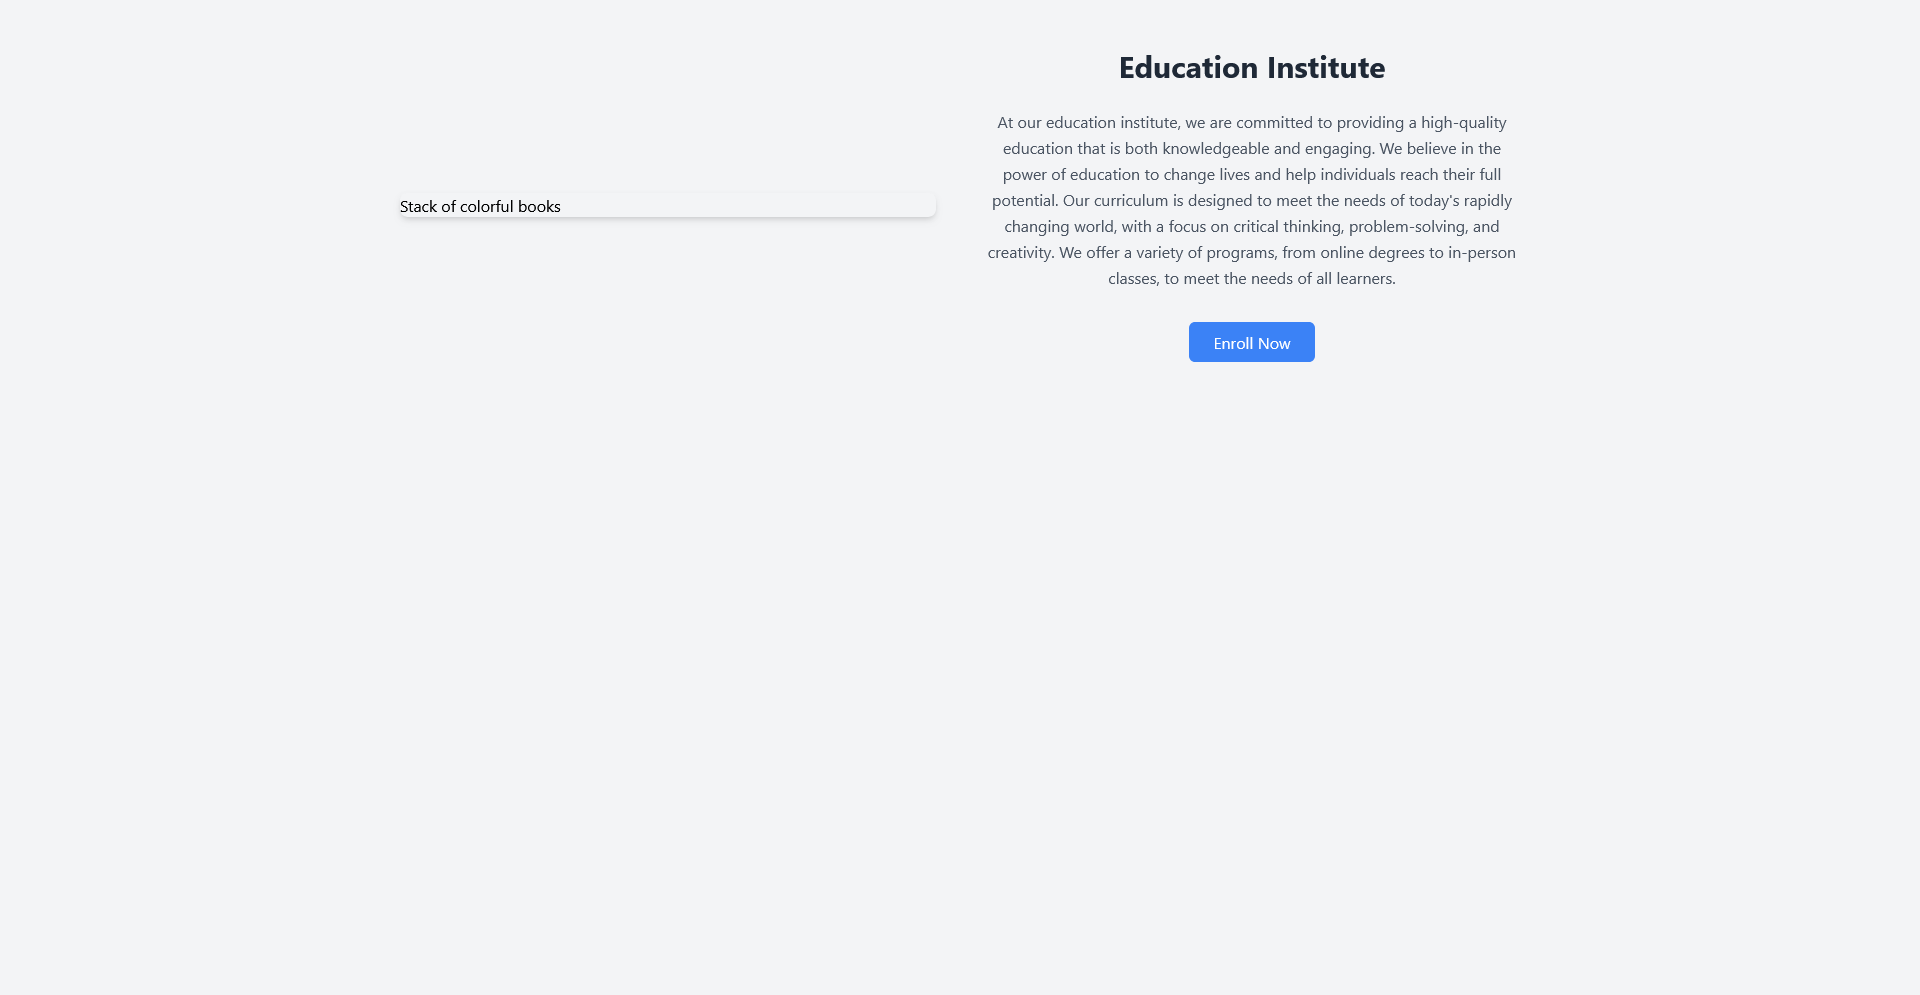 Education Institute
At our education institute, we are committed to providing a high-quality
education that is both knowledgeable and engaging. We believe in the
power of education to change lives and help individuals reach their full
potential. Our curriculum is designed to meet the needs of today's rapidly
changing world, with a focus on critical thinking, problem-solving, and
creativity. We offer a variety of programs, from online degrees to in-person
classes, to meet the needs of all learners.
Enroll Now
Stack of colorful books